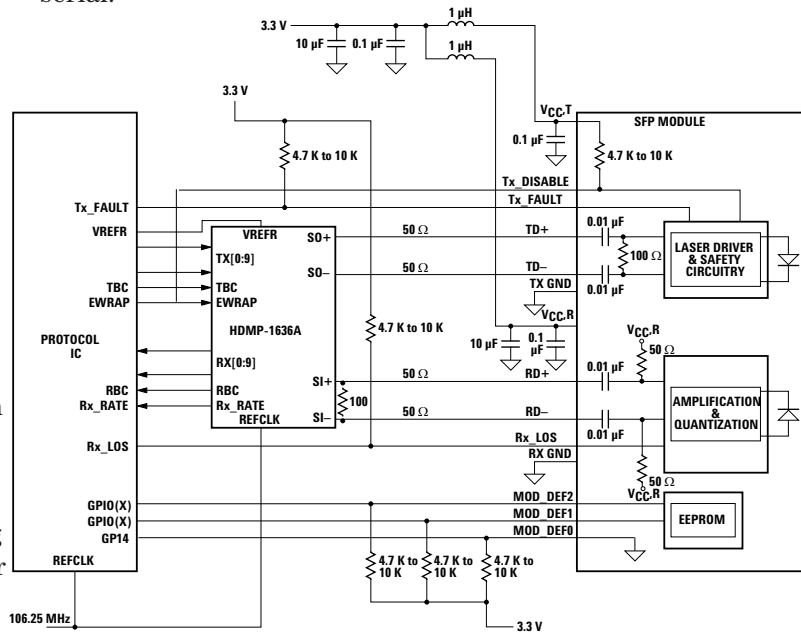 serial.
1 µH
3.3 V
10 µF
0.1 µF
1 µH
3.3 V
VCC,T
SFP MODULE
0.1 µF
4.7 K to 10 K
4.7 K to 10 K
Tx_DISABLE
Tx_FAULT
Tx_FAULT
VREFR
VREFR
SO+
50 Ω
TD+
0.01 µF
TX[0:9]
100 Ω
LASER DRIVER
& SAFETY
CIRCUITRY
SO–
50 Ω
TD–
0.01 µF
TBC
TBC
TX GND
EWRAP
EWRAP
VCC,R
HDMP-1636A
4.7 K to 10 K
PROTOCOL
IC
10 µF
0.1
µF
VCC,R
50 Ω
RX[0:9]
0.01 µF
SI+
50 Ω
RD+
RBC
RBC
100
AMPLIFICATION
&
QUANTIZATION
Rx_RATE
Rx_RATE
SI–
50 Ω
RD–
0.01 µF
REFCLK
Rx_LOS
Rx_LOS
RX GND
50 Ω
VCC,R
GPIO(X)
MOD_DEF2
GPIO(X)
MOD_DEF1
EEPROM
GP14
MOD_DEF0
REFCLK
4.7 K to
10 K
4.7 K to
10 K
4.7 K to
10 K
106.25 MHz
3.3 V